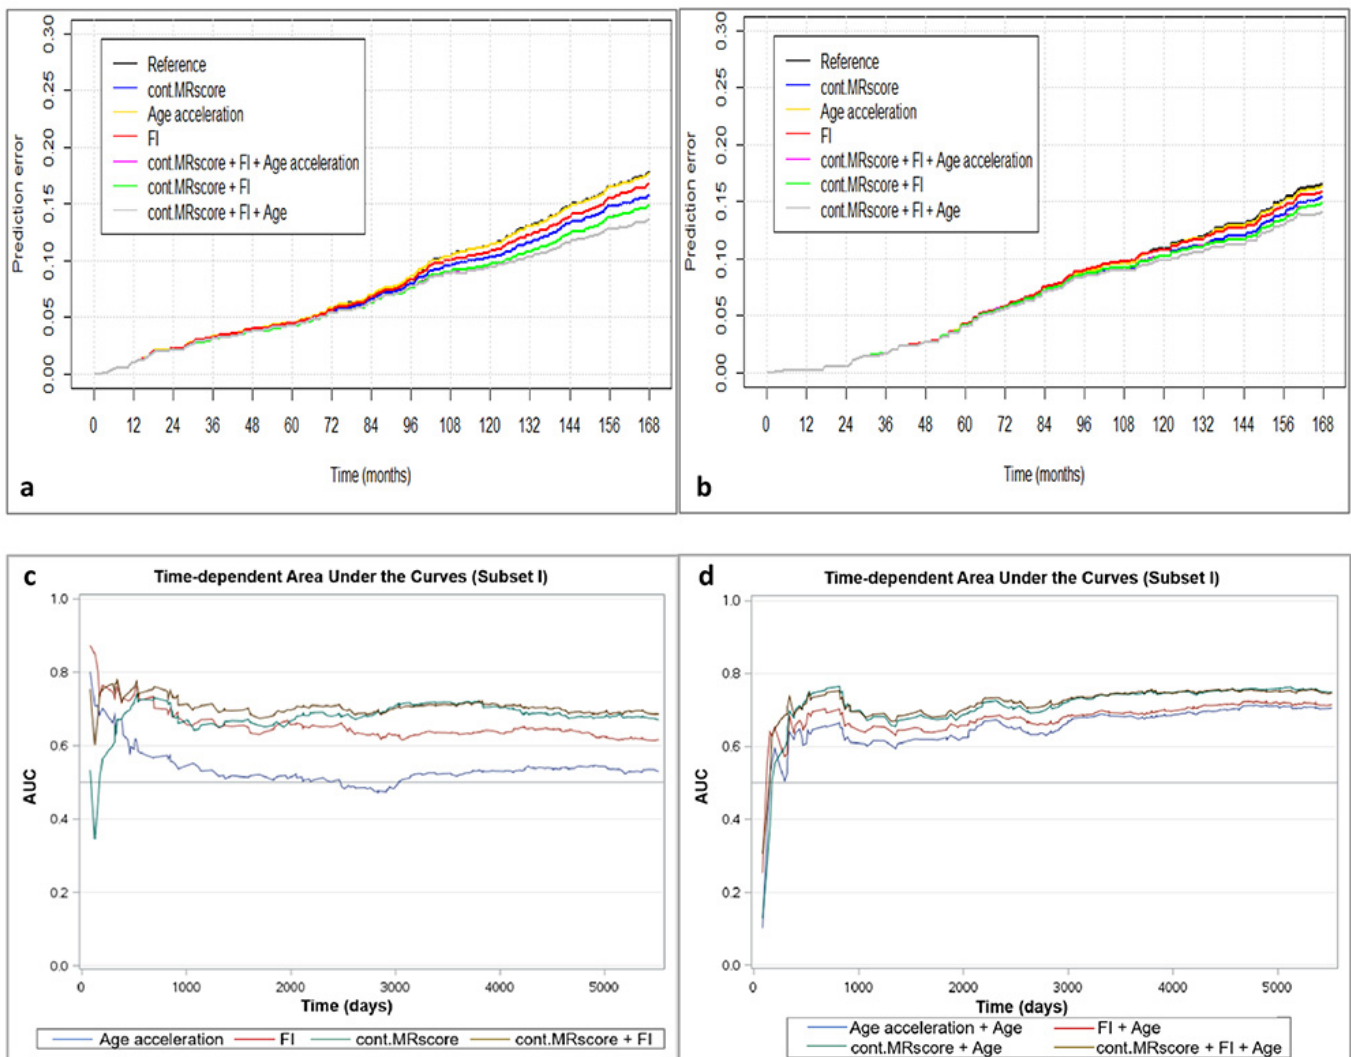 0.30
0.25
0.20
0.15
0.10
0.05
0.00
Prediction error
Reference
cont.MRscore
Age acceleration
FI
cont.MRscore + FI + Age acceleration
cont.MRscore + FI
cont.MRscore + FI + Age
0 12 24 36 48 60 72 84 96 108 120 132 144 156 168
Time (months)
a
0.30
0.25
0.20
0.15
0.10
0.05
0.00
Prediction error
Reference
cont.MRscore
Age acceleration
FI
cont.MRscore + FI + Age acceleration
cont.MRscore + FI
cont.MRscore + FI + Age
0 12 24 36 48 60 72 84 96 108 120 132 144 156 168
Time (months)
b
c
Time-dependent Area Under the Curves (Subset I)
1.0
0.8
0.6
0.4
0.2
0.0
AUC
0 1000 2000 3000 4000 5000
Time (days)
Age acceleration FI cont.MRscore cont.MRscore + FI
d
Time-dependent Area Under the Curves (Subset I)
1.0
0.8
0.6
0.4
0.2
0.0
AUC
0 1000 2000 3000 4000 5000
Time (days)
Age acceleration + Age FI + Age
cont.MRscore + Age cont.MRscore + FI + Age